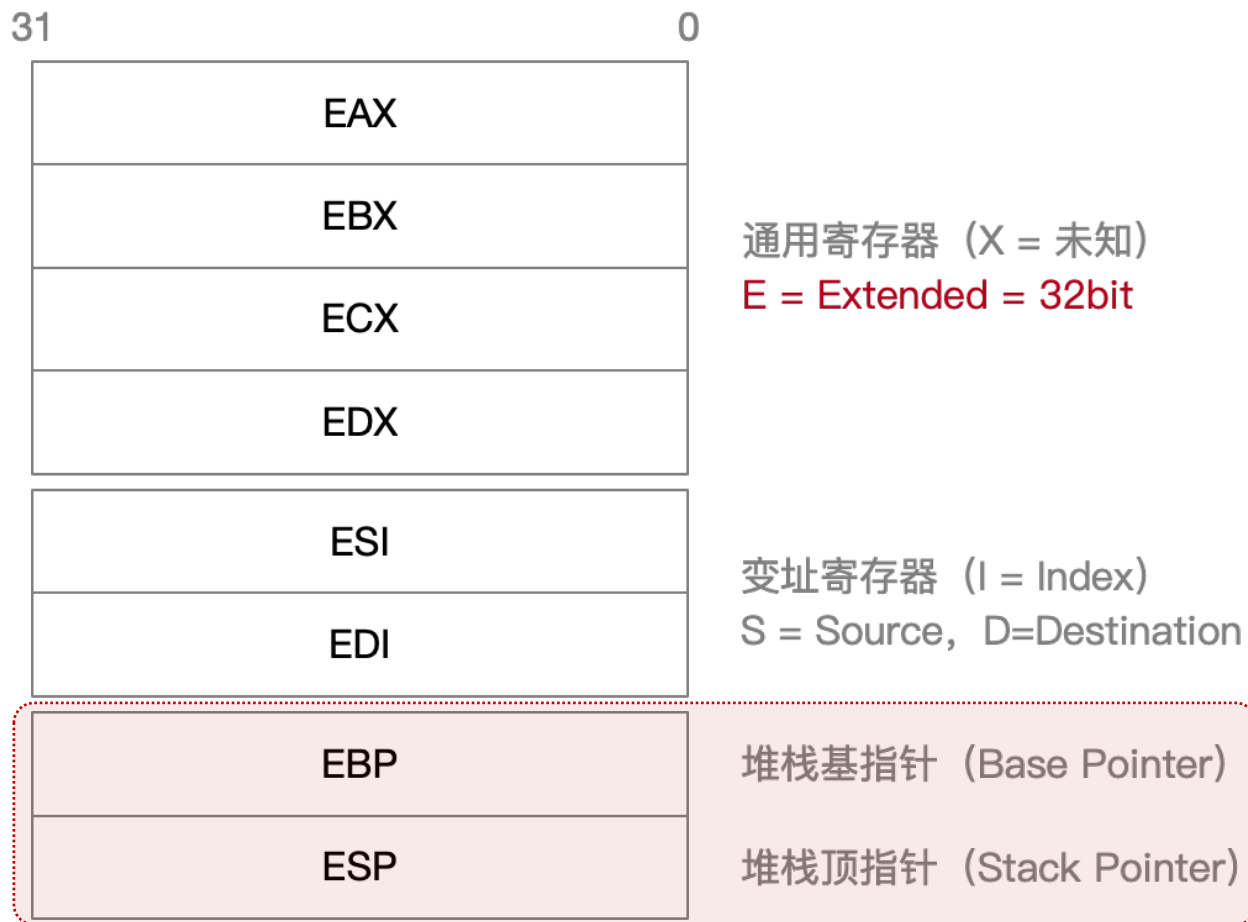 31 0
EAX
EBX
通用寄存器（X = 未知）
E = Extended = 32bit
ECX
EDX
ESI
变址寄存器（I = Index）
S = Source，D=Destination
EDI
EBP 堆栈基指针（Base Pointer）
ESP 堆栈顶指针（Stack Pointer）